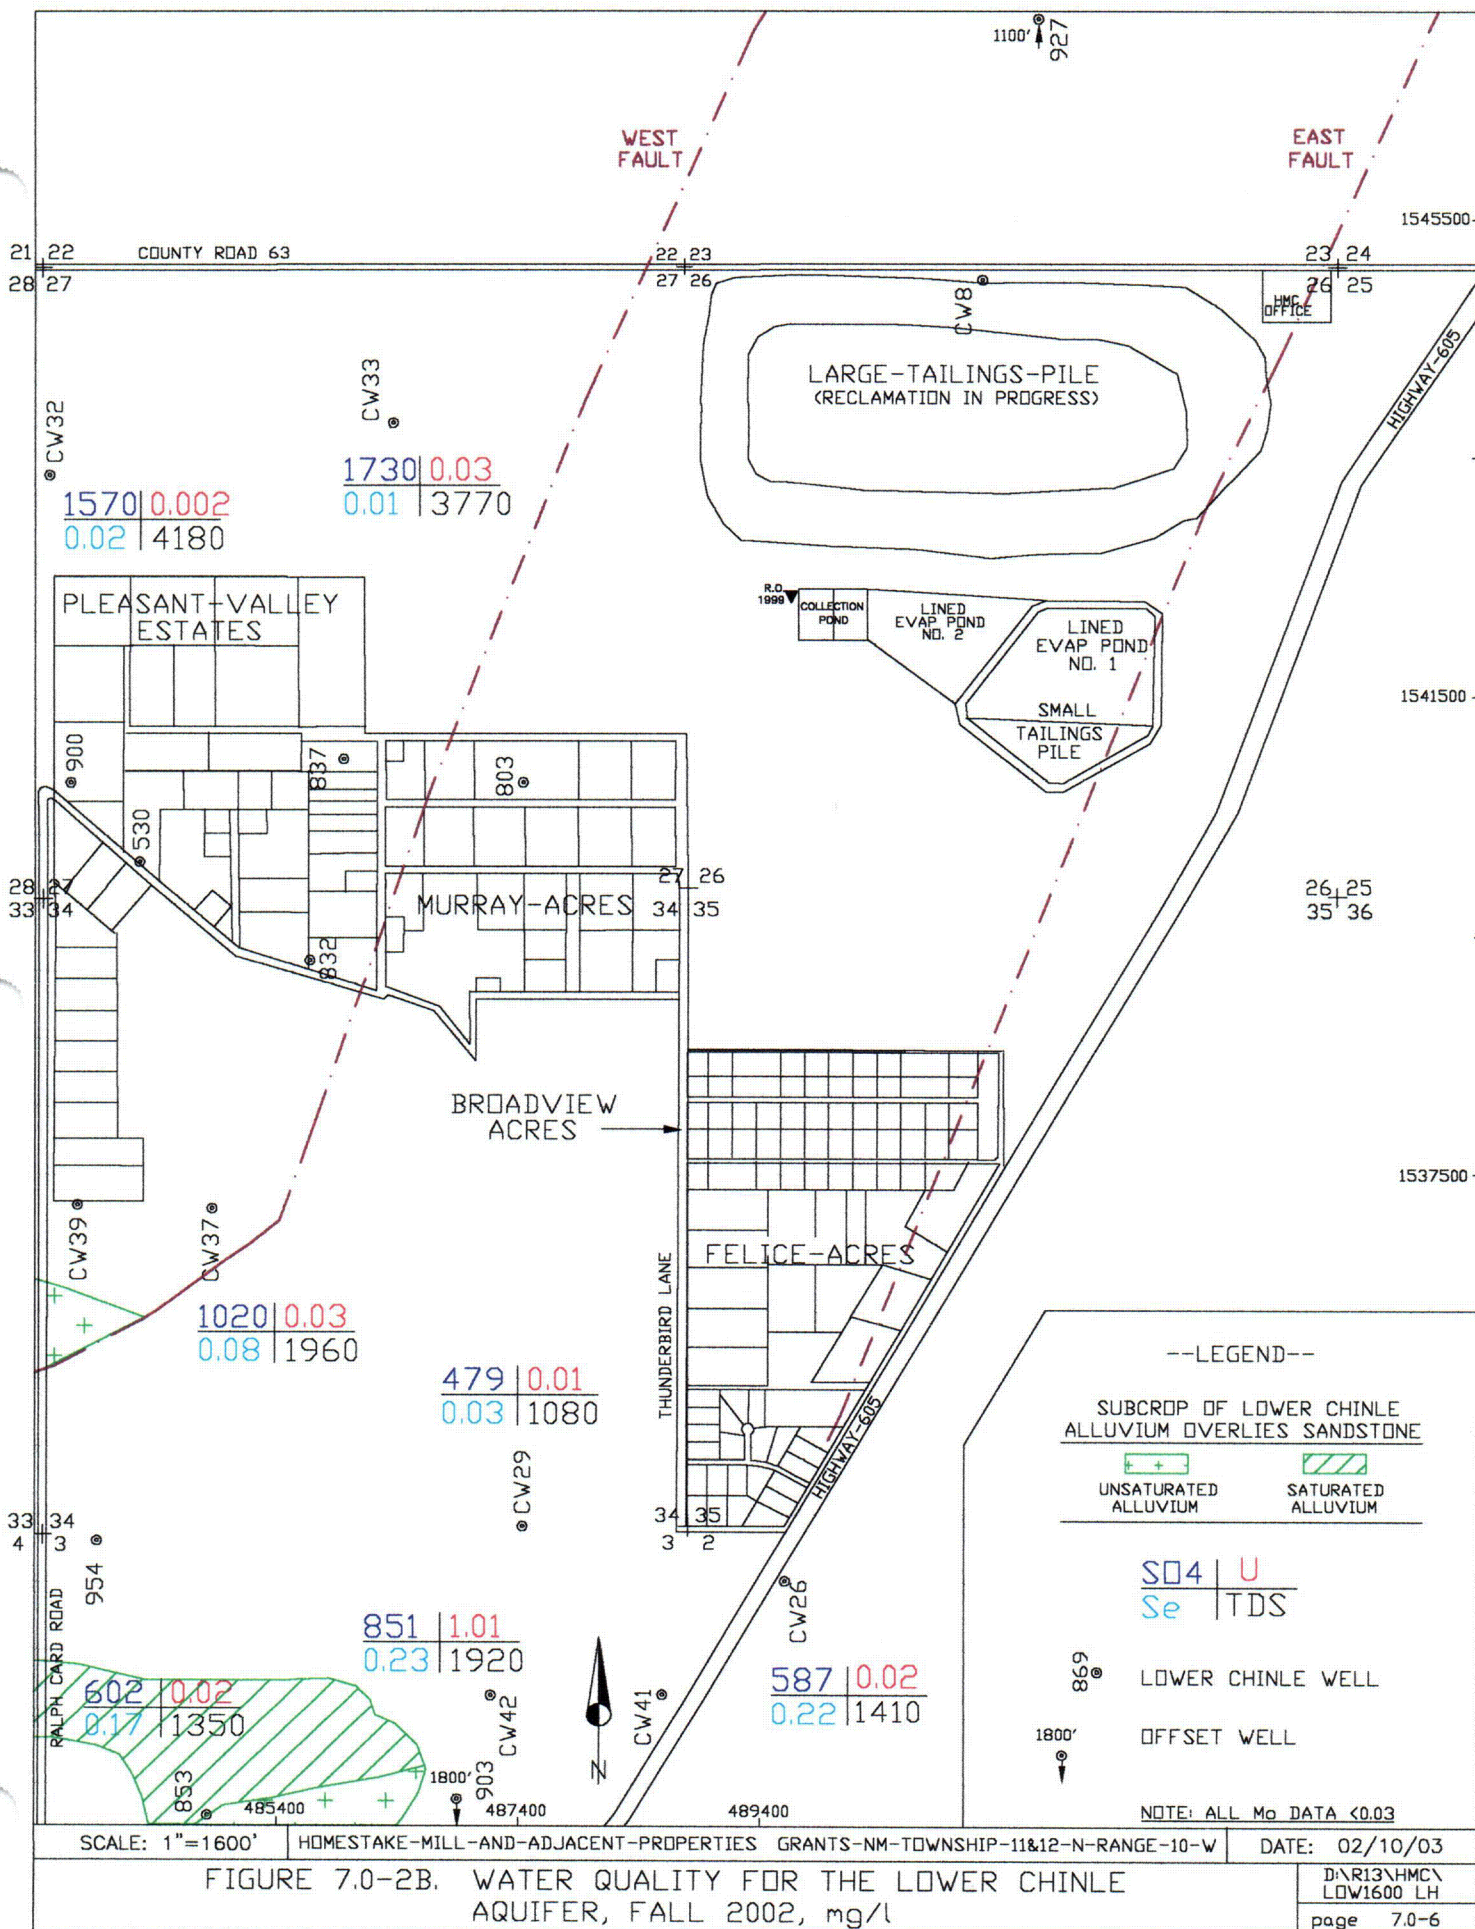 1100'
927
WEST
FAULT
EAST
FAULT
1545500
21 22
COUNTY ROAD 63
22 23
23 24
28 27
27 26
26 25
HMC
OFFICE
CW8
HIGHWAY-605
LARGE-TAILINGS-PILE
(RECLAMATION IN PROGRESS)
CW33
CW32
1730 0.03
0.01 3770
1570 0.002
0.02 4180
PLEASANT-VALLEY
ESTATES
R.O.
1999
COLLECTION
POND
LINED
EVAP POND
NO. 2
LINED
EVAP POND
NO. 1
1541500
SMALL
TAILINGS
PILE
900
837
803
530
28 27
33 34
27 26
34 35
26 25
35 36
MURRAY-ACRES
832
BROADVIEW
ACRES
1537500
CW39
CW37
FELICE-ACRES
THUNDERBIRD LANE
1020 0.03
0.08 1960
479 0.01
0.03 1080
HIGHWAY-605
CW29
33 34
4 3
34 35
3 2
954
CW26
RALPH CARD ROAD
851 1.01
0.23 1920
602 0.02
0.17 1350
587 0.02
0.22 1410
CW42
CW41
N
853
1800'
903
485400
487400
489400
--LEGEND--
SUBCROP OF LOWER CHINLE
ALLUVIUM OVERLIES SANDSTONE
UNSATURATED
ALLUVIUM
SATURATED
ALLUVIUM
SO4 U
Se TDS
869
LOWER CHINLE WELL
1800'
OFFSET WELL
NOTE: ALL Mo DATA <0.03
SCALE: 1"=1600'
HOMESTAKE-MILL-AND-ADJACENT-PROPERTIES GRANTS-NM-TOWNSHIP-11&12-N-RANGE-10-W
DATE: 02/10/03
FIGURE 7.0-2B. WATER QUALITY FOR THE LOWER CHINLE
AQUIFER, FALL 2002, mg/l
D:\R13\HMC\
LOW1600 LH
page 7.0-6